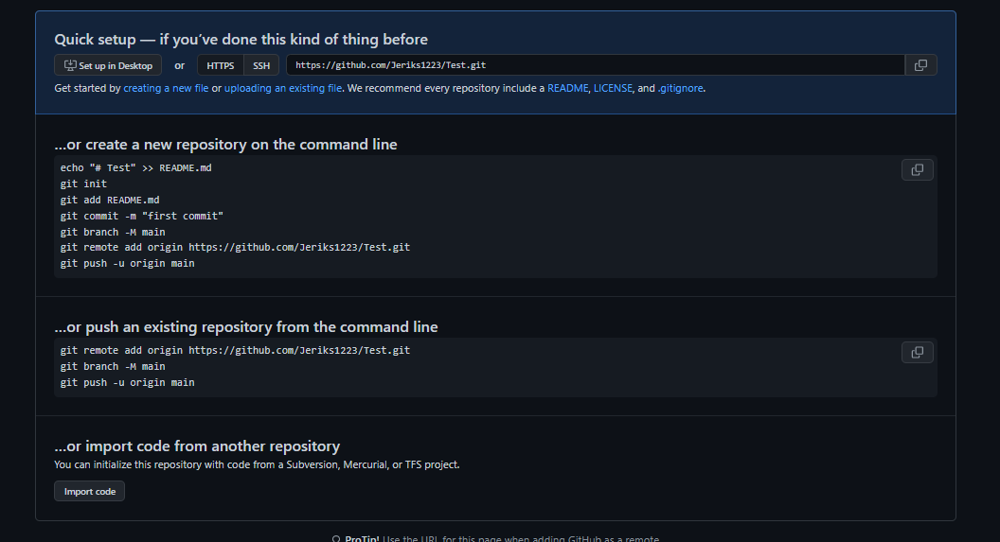 Quick setup — if you've done this kind of thing before
Set up in Desktop or HTTPS SSH https://github.com/Jeriks1223/Test.git
Get started by creating a new file or uploading an existing file. We recommend every repository include a README, LICENSE, and .gitignore.
...or create a new repository on the command line
echo "# Test" >> README.md
git init
git add README.md
git commit -m "first commit"
git branch -M main
git remote add origin https://github.com/Jeriks1223/Test.git
git push -u origin main
...or push an existing repository from the command line
git remote add origin https://github.com/Jeriks1223/Test.git
git branch -M main
git push -u origin main
...or import code from another repository
You can initialize this repository with code from a Subversion, Mercurial, or TFS project.
Import code
ProTip! Use the URL for this page when adding GitHub as a remote.